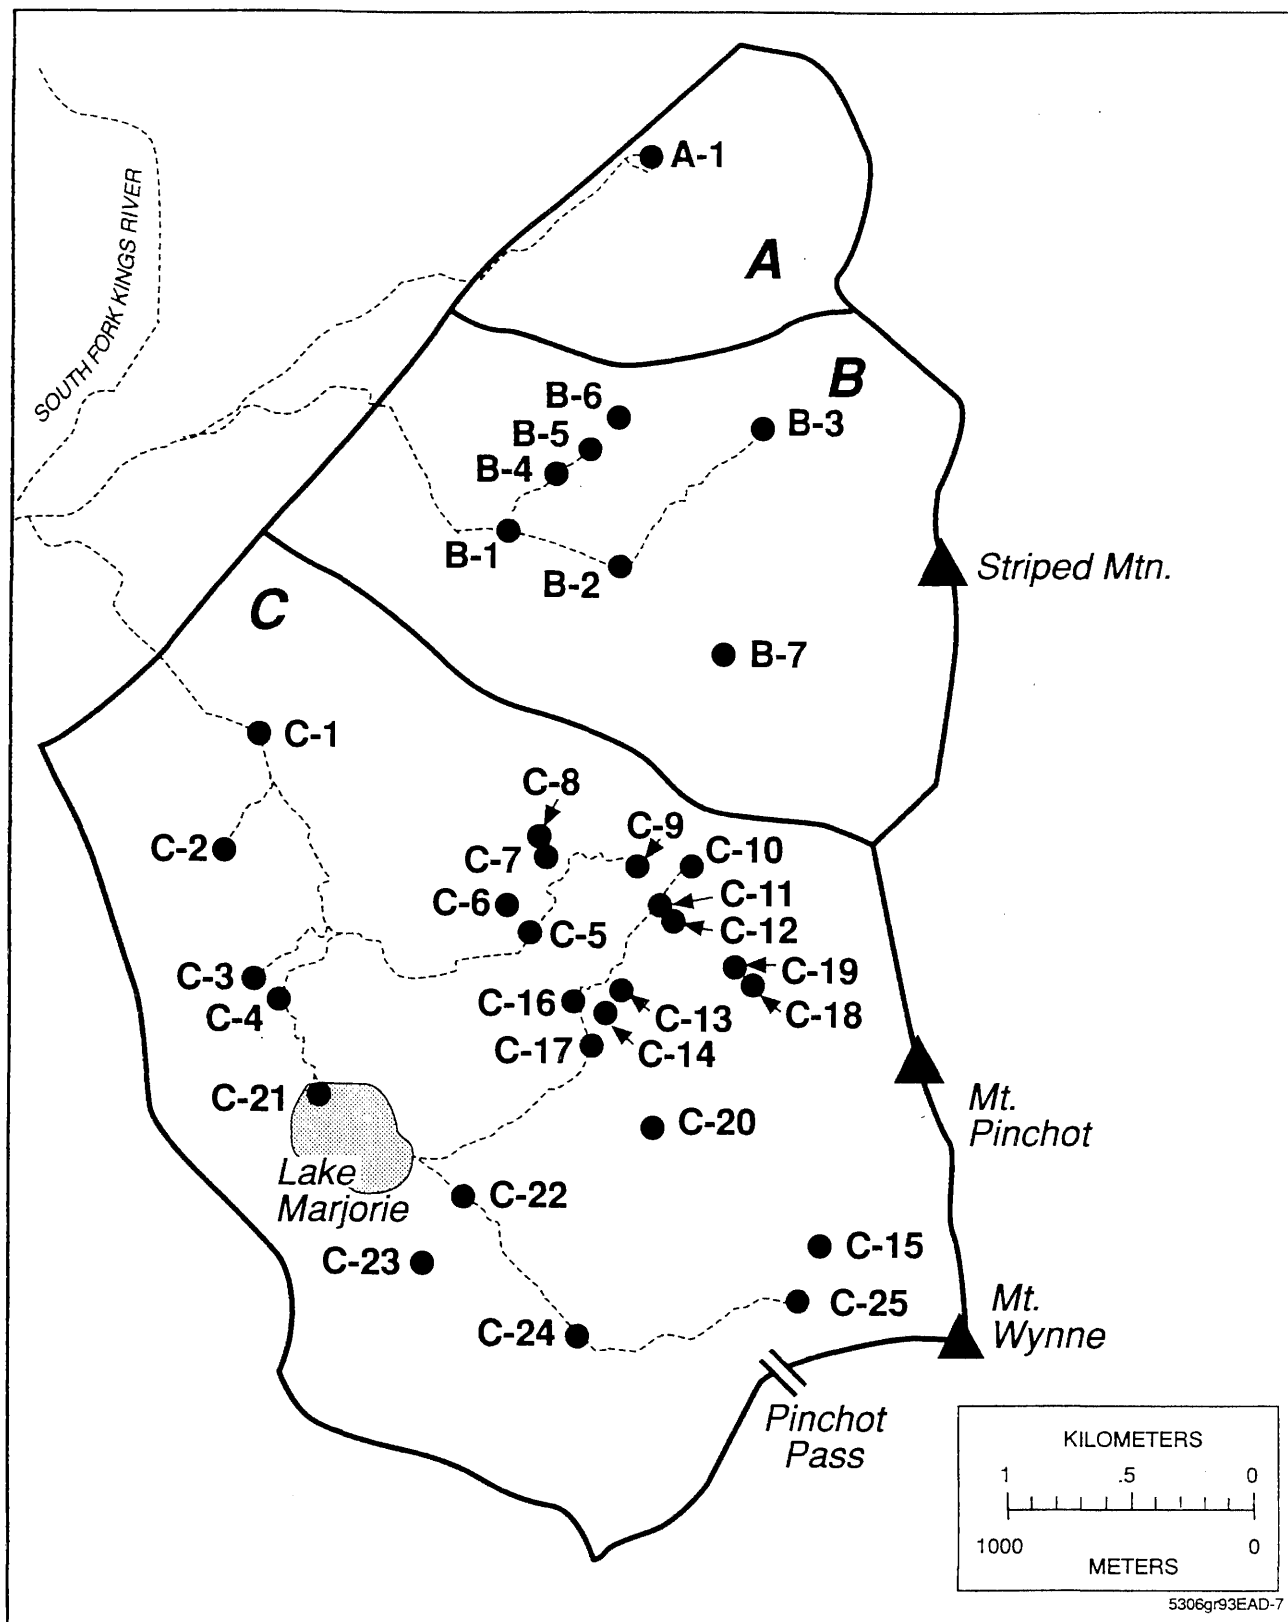 A-1
SOUTH FORK KINGS RIVER
A
B
B-6
B-3
B-5
B-4
B-1
B-2
Striped Mtn.
C
B-7
C-1
C-8
C-9
C-2
C-7
C-10
C-6
C-11
C-5
C-12
C-3
C-19
C-4
C-16
C-13
C-18
C-17
C-14
C-21
Mt.
Pinchot
C-20
Lake
Marjorie
C-22
C-23
C-15
C-25
Mt.
Wynne
C-24
Pinchot
Pass
KILOMETERS
1 .5 0
1000 0
METERS
5306gr93EAD-7